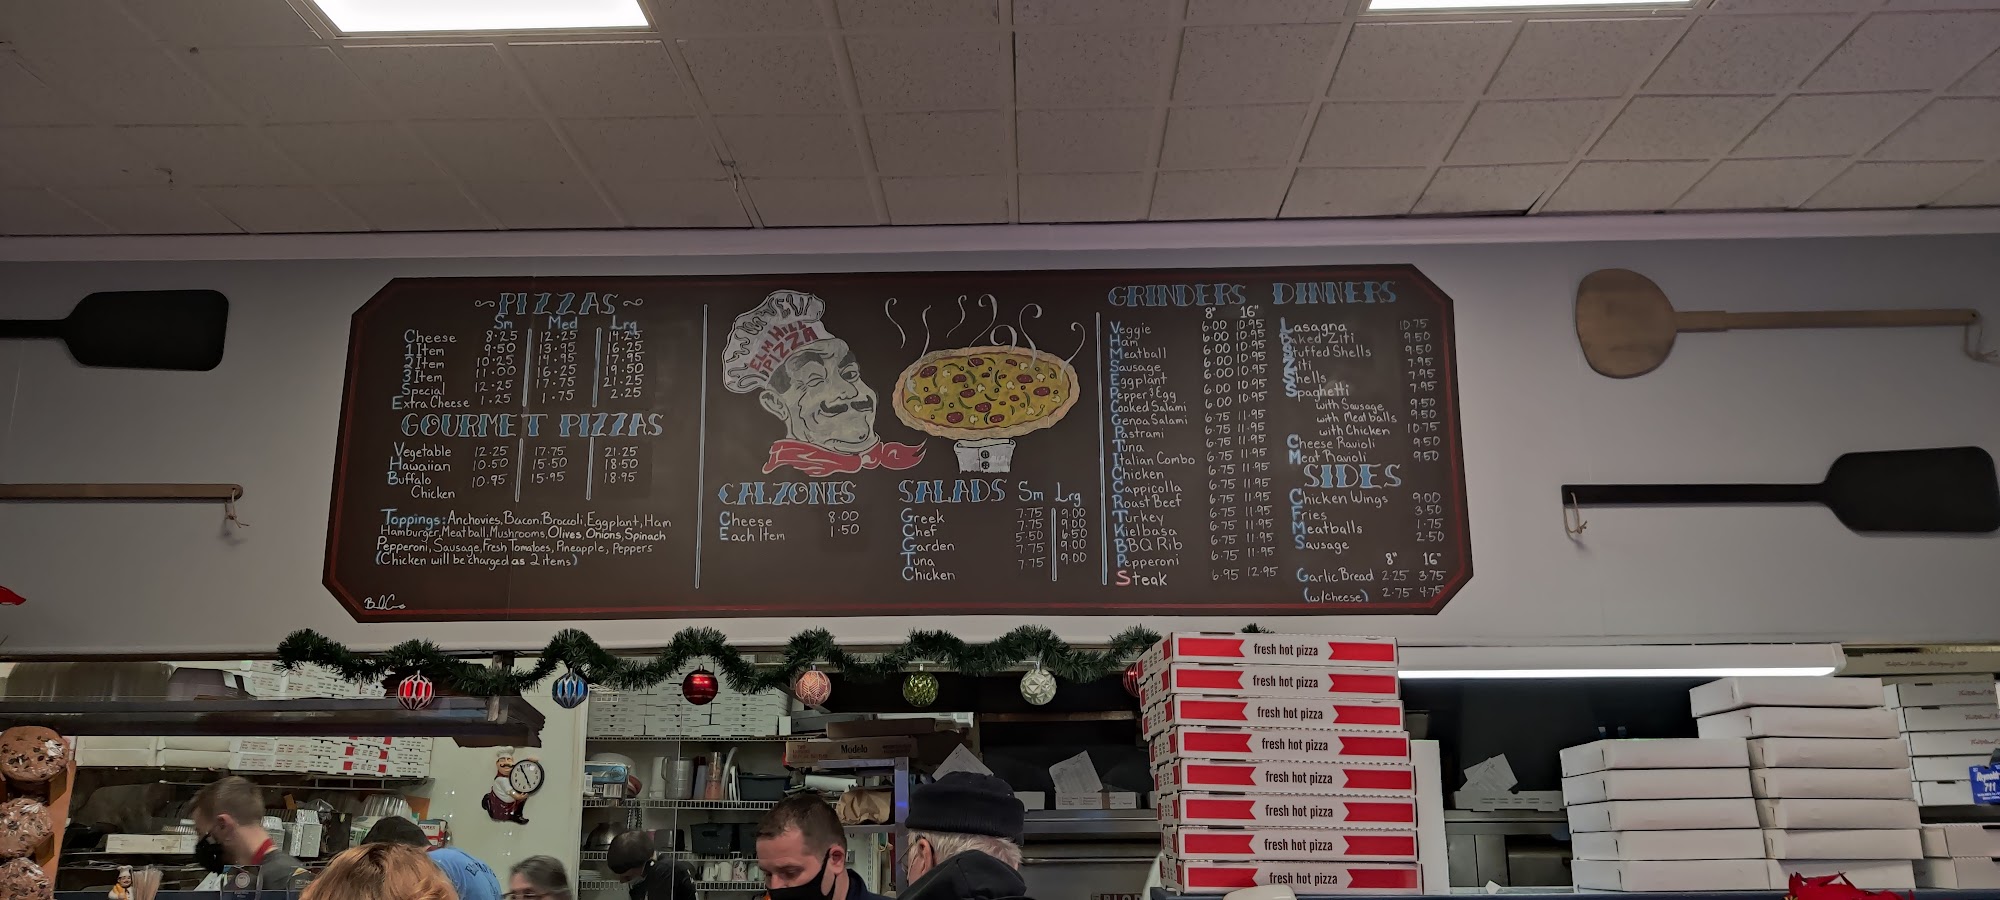 PIZZAS
Sm Med Lrg
Cheese 8.25 12.25 14.25
1 Item 9.50 13.95 16.25
2 Item 10.25 14.95 17.95
3 Item 11.00 16.25 19.50
Special 12.25 17.75 21.25
Extra Cheese 1.25 1.75 2.25
GOURMET PIZZAS
Vegetable 12.25 17.75 21.25
Hawaiian 10.50 15.50 18.50
Buffalo 10.95 15.95 18.95
Chicken
Toppings: Anchovies, Bacon, Broccoli, Eggplant, Ham
Hamburger, Meatball, Mushrooms, Olives, Onions, Spinach
Pepperoni, Sausage, Fresh Tomatoes, Pineapple, Peppers
(Chicken will be charged as 2 items)
ELM HILL
PIZZA
CALZONES
Cheese 8.00
Each Item 1.50
SALADS Sm Lrg
Greek 7.75 9.00
Chef 7.75 9.00
Garden 5.50 6.50
Tuna 7.75 9.00
Chicken 7.75 9.00
GRINDERS
8" 16"
Veggie 6.00 10.95
Ham 6.00 10.95
Meatball 6.00 10.95
Sausage 6.00 10.95
Eggplant 6.00 10.95
Pepper & Egg 6.00 10.95
Cooked Salami 6.00 10.95
Genoa Salami 6.75 11.95
Pastrami 6.75 11.95
Tuna 6.75 11.95
Italian Combo 6.75 11.95
Chicken 6.75 11.95
Cappicolla 6.75 11.95
Roast Beef 6.75 11.95
Turkey 6.75 11.95
Kielbasa 6.75 11.95
BBQ Rib 6.75 11.95
Pepperoni 6.75 11.95
Steak 6.95 12.95
DINNERS
Lasagna 10.75
Baked Ziti 9.50
Stuffed Shells 9.50
Ziti 7.95
Shells 7.95
Spaghetti 7.95
with Sausage 9.50
with Meatballs 9.50
with Chicken 10.75
Cheese Ravioli 9.50
Meat Ravioli 9.50
SIDES
Chicken Wings 9.00
Fries 3.50
Meatballs 1.75
Sausage 2.50
8" 16"
Garlic Bread 2.25 3.75
(w/cheese) 2.75 4.75
fresh hot pizza
fresh hot pizza
fresh hot pizza
fresh hot pizza
fresh hot pizza
fresh hot pizza
fresh hot pizza
fresh hot pizza
Modelo